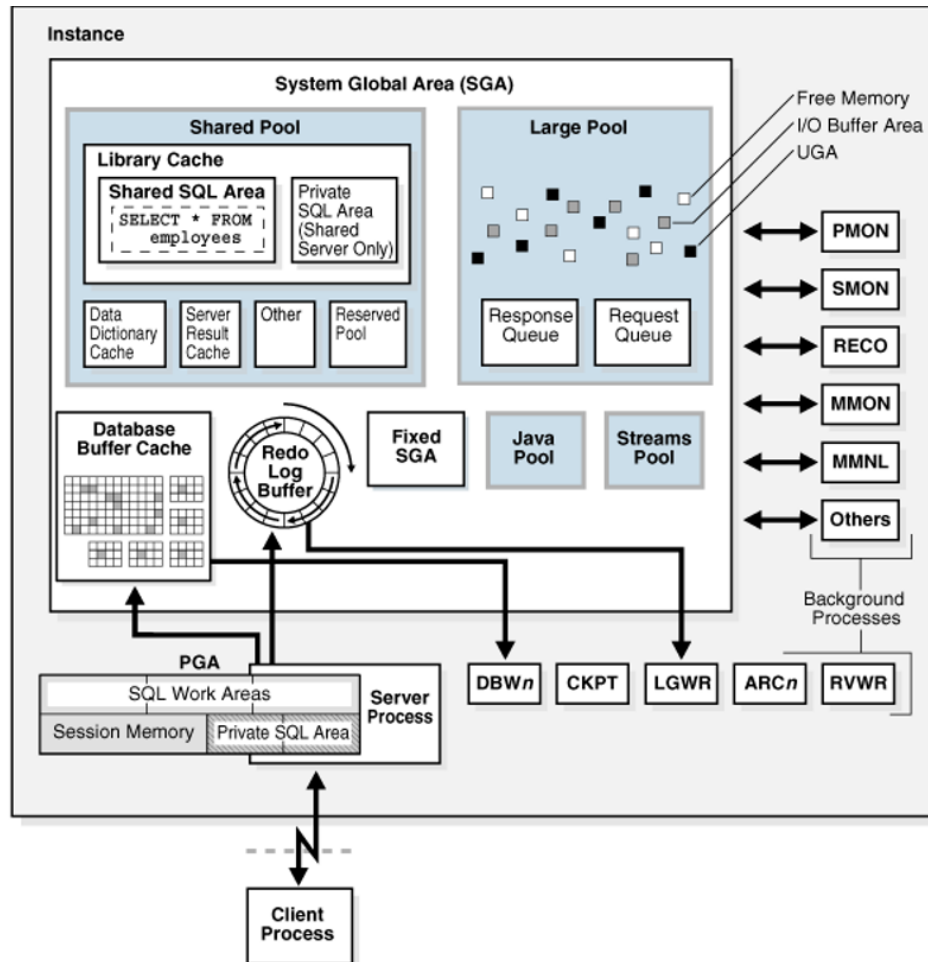 Instance
System Global Area (SGA)
Shared Pool
Library Cache
Shared SQL Area
SELECT * FROM
employees
Private
SQL Area
(Shared
Server Only)
Data
Dictionary
Cache
Server
Result
Cache
Other
Reserved
Pool
Large Pool
Response
Queue
Request
Queue
Free Memory
I/O Buffer Area
UGA
Database
Buffer Cache
Redo
Log
Buffer
Fixed
SGA
Java
Pool
Streams
Pool
PMON
SMON
RECO
MMON
MMNL
Others
Background
Processes
PGA
SQL Work Areas
Session Memory
Private SQL Area
Server
Process
DBWn
CKPT
LGWR
ARCn
RVWR
Client
Process